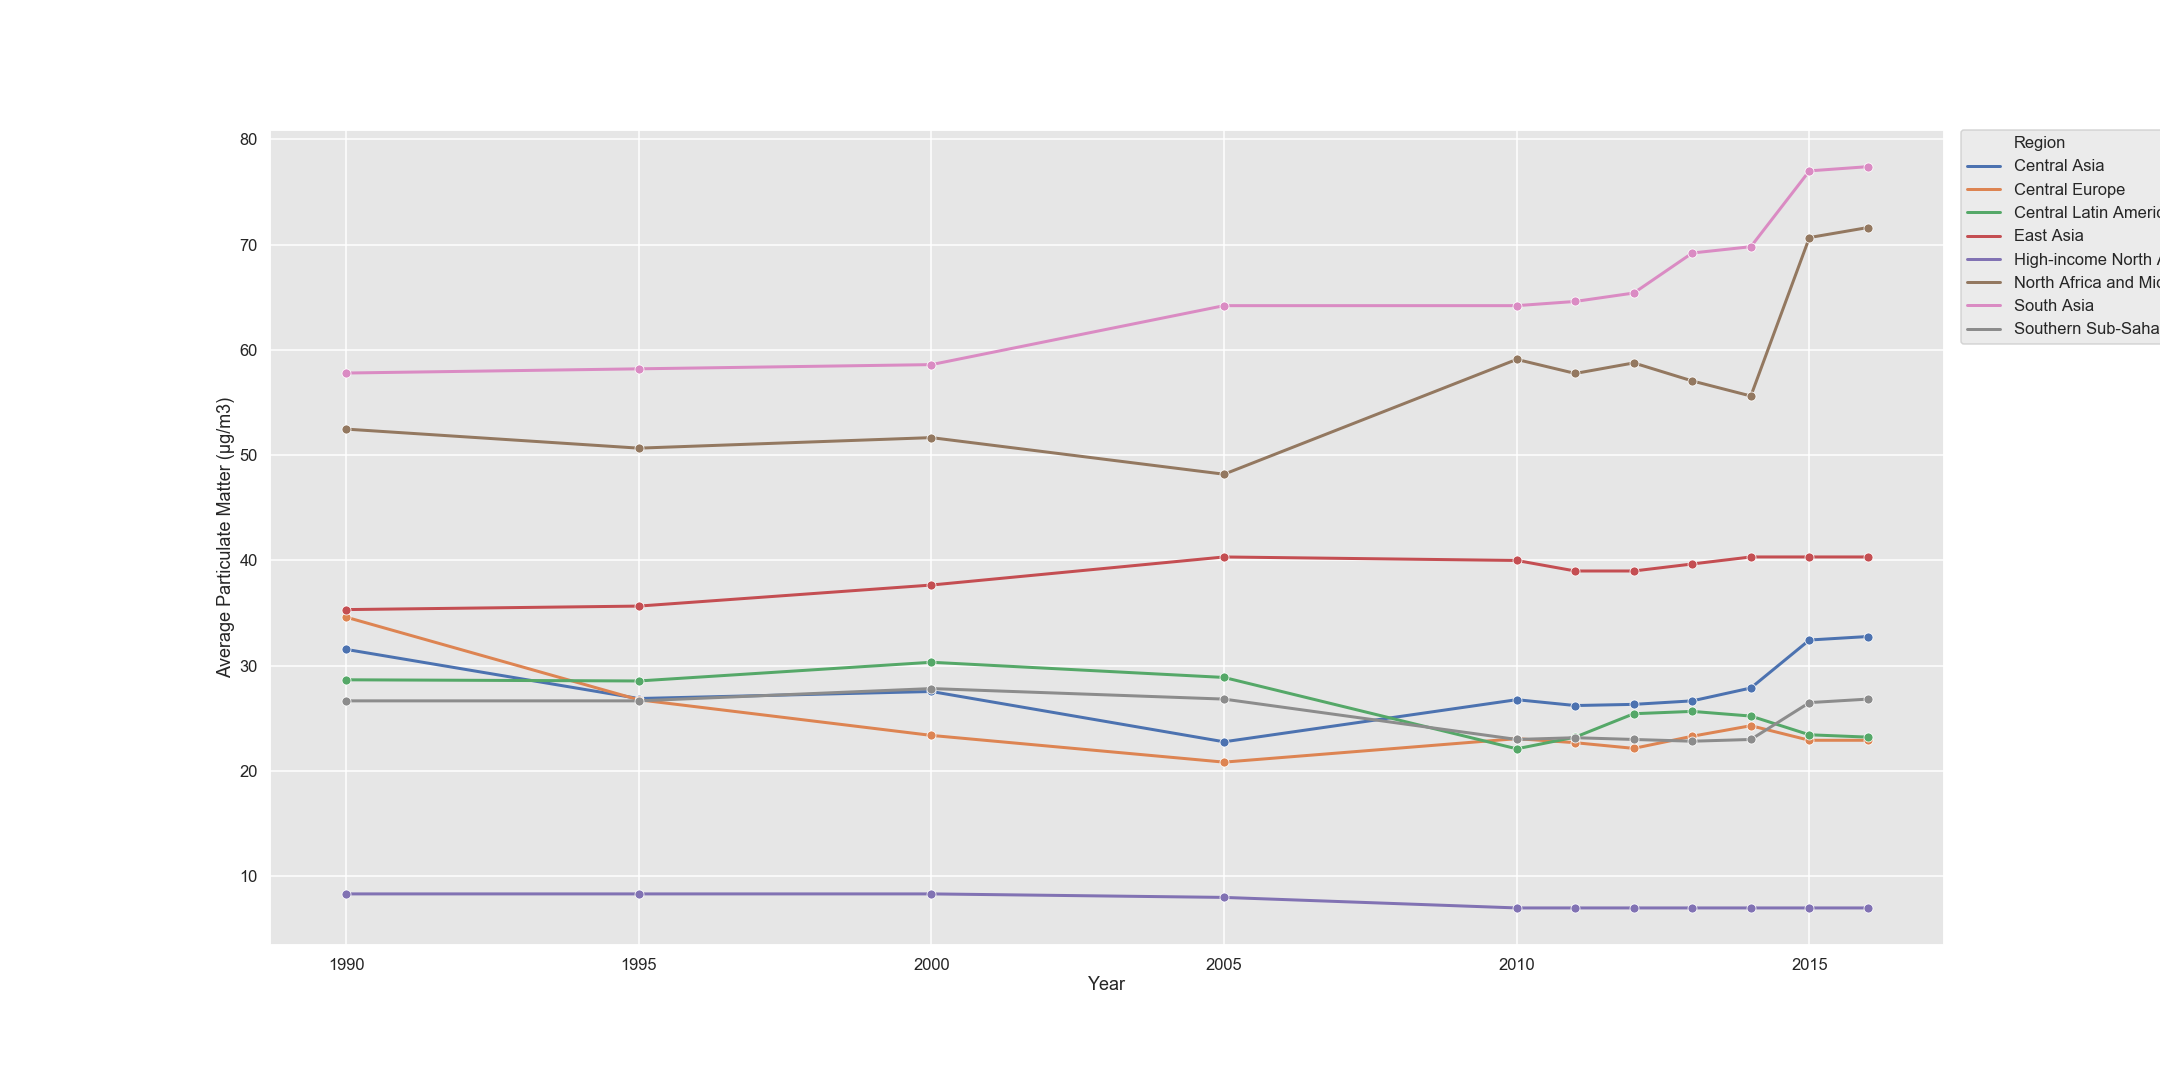 80
70
60
50
40
30
20
10
Average Particulate Matter (µg/m3)
1990 1995 2000 2005 2010 2015
Year
Region
Central Asia
Central Europe
Central Latin Americ
East Asia
High-income North A
North Africa and Mid
South Asia
Southern Sub-Saha